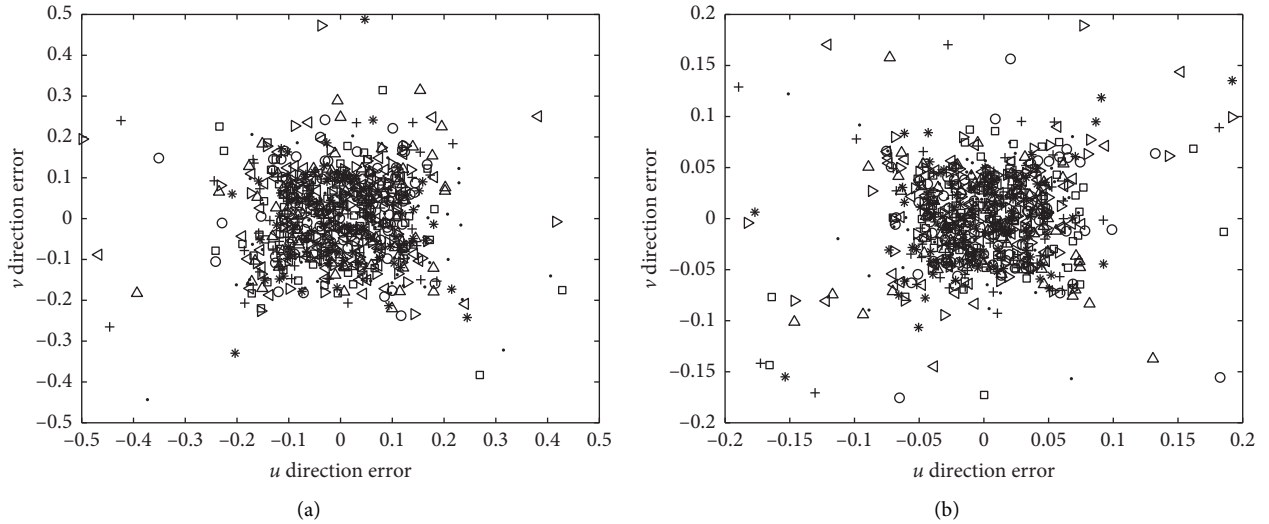 0.5
0.4
0.3
0.2
0.1
0
–0.1
–0.2
–0.3
–0.4
–0.5
v direction error
–0.5 –0.4 –0.3 –0.2 –0.1 0 0.1 0.2 0.3 0.4 0.5
u direction error
(a)
0.2
0.15
0.1
0.05
0
–0.05
–0.1
–0.15
–0.2
v direction error
–0.2 –0.15 –0.1 –0.05 0 0.05 0.1 0.15 0.2
u direction error
(b)